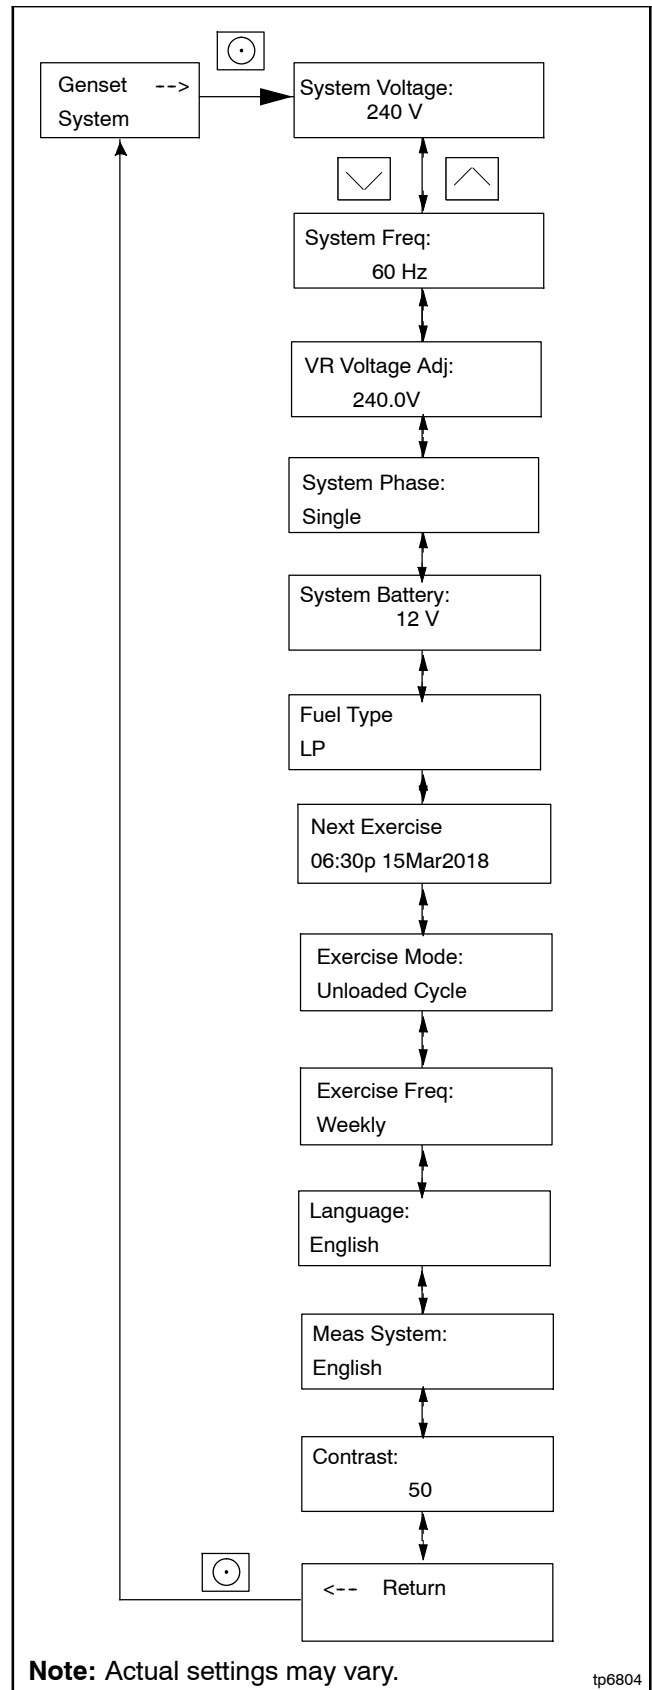 Genset -->
System
System Voltage:
240 V
System Freq:
60 Hz
VR Voltage Adj:
240.0V
System Phase:
Single
System Battery:
12 V
Fuel Type
LP
Next Exercise
06:30p 15Mar2018
Exercise Mode:
Unloaded Cycle
Exercise Freq:
Weekly
Language:
English
Meas System:
English
Contrast:
50
<-- Return
Note: Actual settings may vary.
tp6804